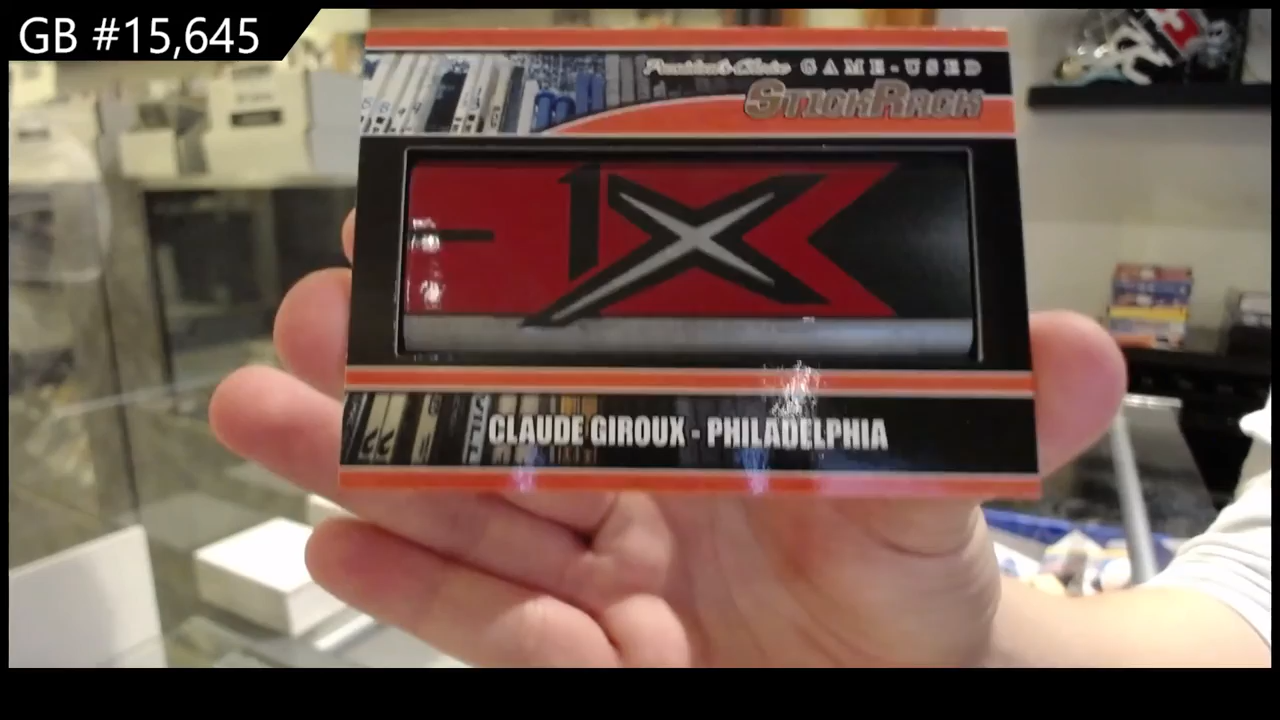 GB #15,645
President's Choice GAME-USED
STICKRACK
1X
CLAUDE GIROUX - PHILADELPHIA